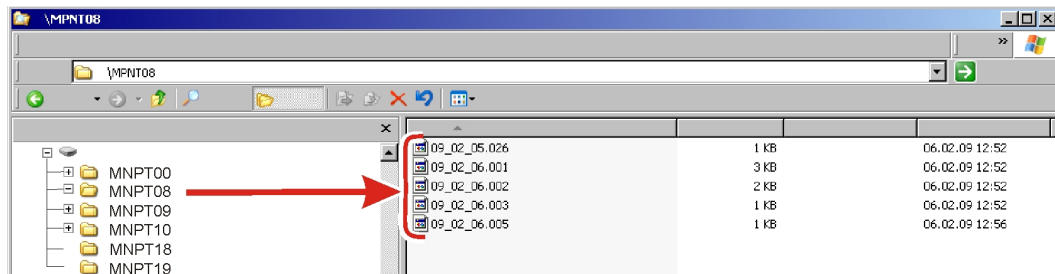 \MPNT08
»
\MPNT08
MNPT00
MNPT08
MNPT09
MNPT10
MNPT18
MNPT19
09_02_05.026 1 KB 06.02.09 12:52
09_02_06.001 3 KB 06.02.09 12:52
09_02_06.002 2 KB 06.02.09 12:52
09_02_06.003 1 KB 06.02.09 12:52
09_02_06.005 1 KB 06.02.09 12:56